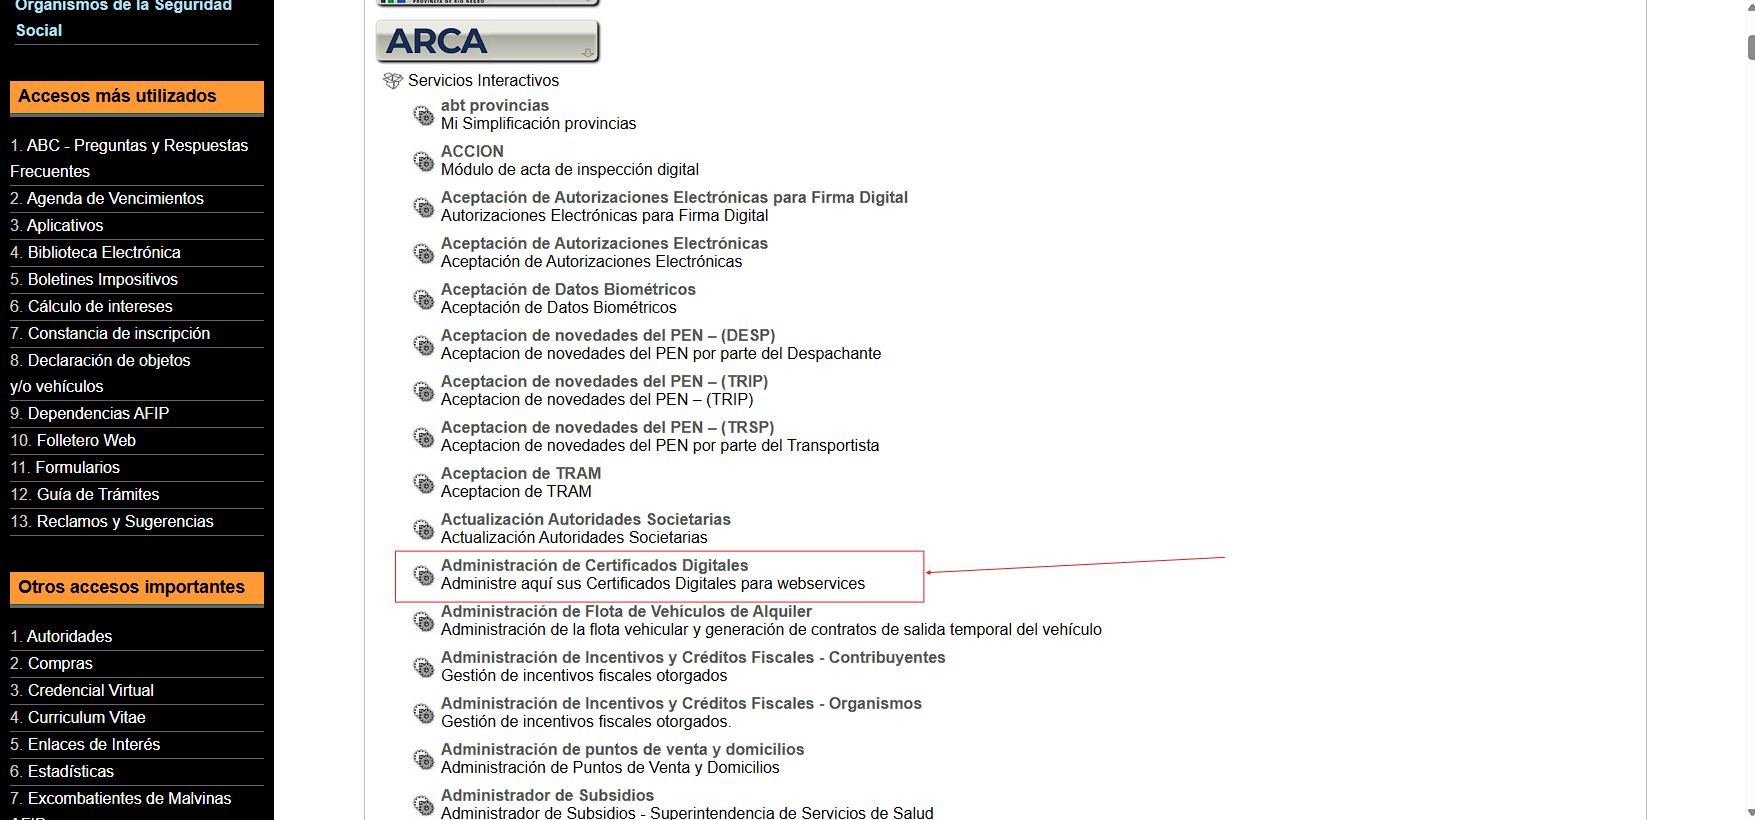 Organismos de la Seguridad
Social
Accesos más utilizados
1. ABC - Preguntas y Respuestas
Frecuentes
2. Agenda de Vencimientos
3. Aplicativos
4. Biblioteca Electrónica
5. Boletines Impositivos
6. Cálculo de intereses
7. Constancia de inscripción
8. Declaración de objetos
y/o vehículos
9. Dependencias AFIP
10. Folletero Web
11. Formularios
12. Guía de Trámites
13. Reclamos y Sugerencias
Otros accesos importantes
1. Autoridades
2. Compras
3. Credencial Virtual
4. Curriculum Vitae
5. Enlaces de Interés
6. Estadísticas
7. Excombatientes de Malvinas
AFIP
PROVINCIA DE RIO NEGRO
ARCA
Servicios Interactivos
abt provincias
Mi Simplificación provincias
ACCION
Módulo de acta de inspección digital
Aceptación de Autorizaciones Electrónicas para Firma Digital
Autorizaciones Electrónicas para Firma Digital
Aceptación de Autorizaciones Electrónicas
Aceptación de Autorizaciones Electrónicas
Aceptación de Datos Biométricos
Aceptación de Datos Biométricos
Aceptacion de novedades del PEN – (DESP)
Aceptacion de novedades del PEN por parte del Despachante
Aceptacion de novedades del PEN – (TRIP)
Aceptacion de novedades del PEN – (TRIP)
Aceptacion de novedades del PEN – (TRSP)
Aceptacion de novedades del PEN por parte del Transportista
Aceptacion de TRAM
Aceptacion de TRAM
Actualización Autoridades Societarias
Actualización Autoridades Societarias
Administración de Certificados Digitales
Administre aquí sus Certificados Digitales para webservices
Administración de Flota de Vehículos de Alquiler
Administración de la flota vehicular y generación de contratos de salida temporal del vehículo
Administración de Incentivos y Créditos Fiscales - Contribuyentes
Gestión de incentivos fiscales otorgados
Administración de Incentivos y Créditos Fiscales - Organismos
Gestión de incentivos fiscales otorgados.
Administración de puntos de venta y domicilios
Administración de Puntos de Venta y Domicilios
Administrador de Subsidios
Administrador de Subsidios - Superintendencia de Servicios de Salud